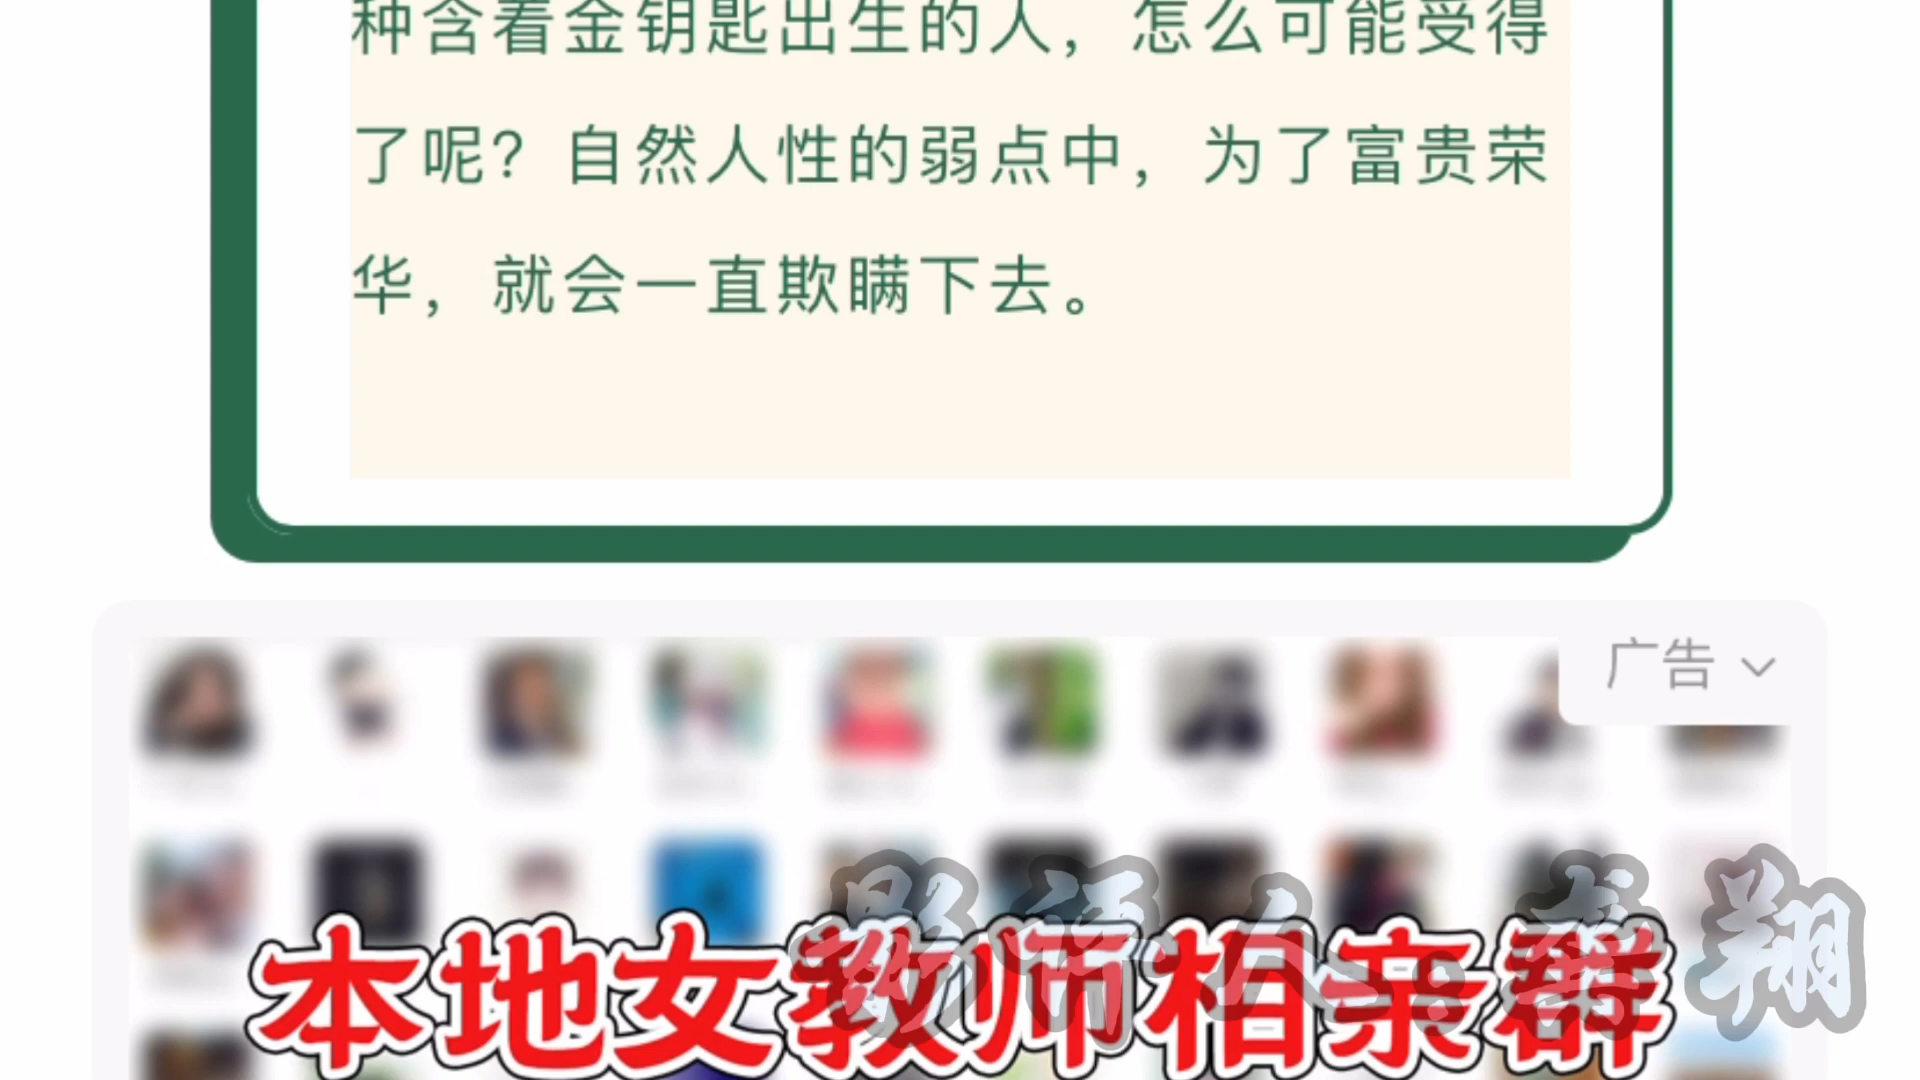 种含着金钥匙出生的人，怎么可能受得
了呢？自然人性的弱点中，为了富贵荣
华，就会一直欺瞒下去。
广告
本地女教师相亲群